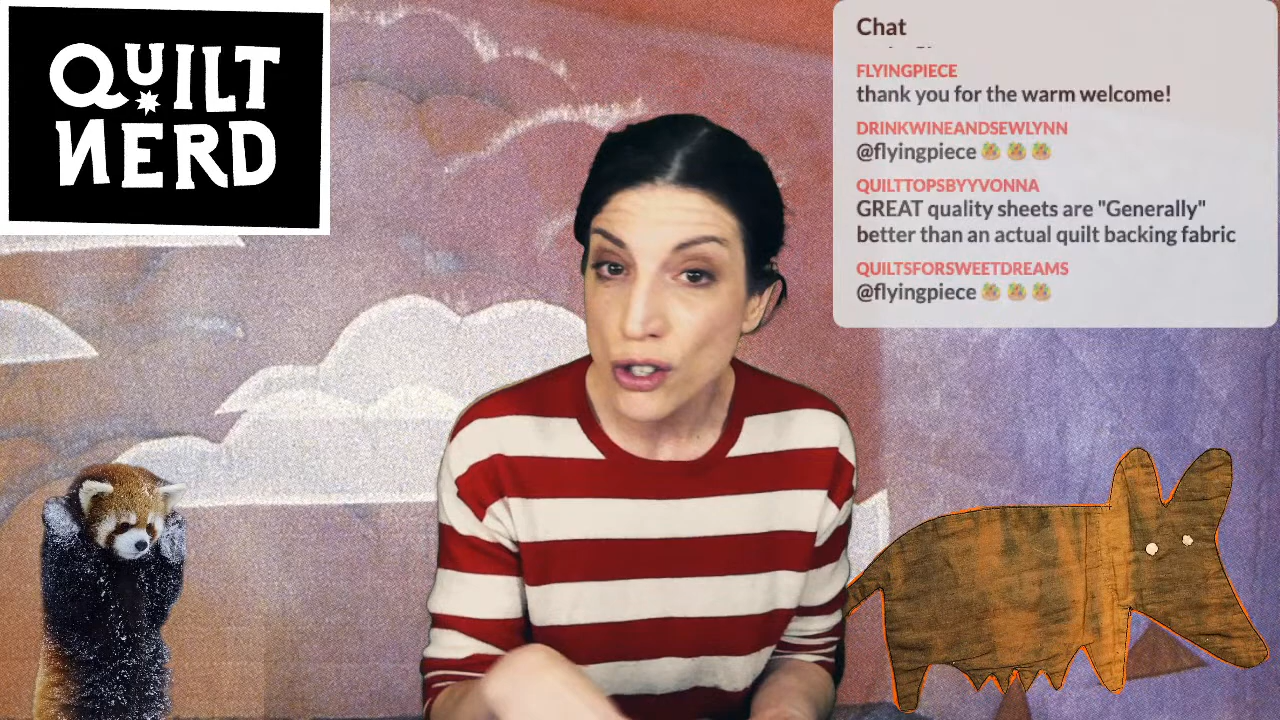 QUILT
NERD
Chat
FLYINGPIECE
thank you for the warm welcome!
DRINKWINEANDSEWLYNN
@flyingpiece
QUILTTOPSBYYVONNA
GREAT quality sheets are "Generally"
better than an actual quilt backing fabric
QUILTSFORSWEETDREAMS
@flyingpiece